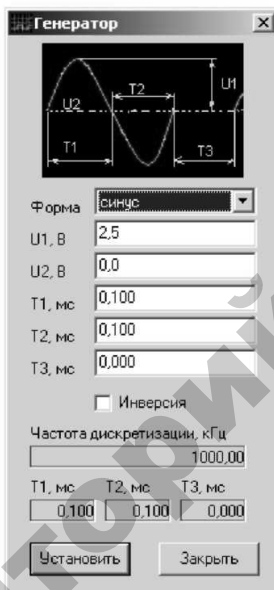 Генератор
U1
T2
U2
T1
T3
Форма синус
U1, В 2,5
U2, В 0,0
T1, мс 0,100
T2, мс 0,100
T3, мс 0,000
Инверсия
Частота дискретизации, кГц
1000,00
T1, мс T2, мс T3, мс
0,100 0,100 0,000
Установить Закрыть